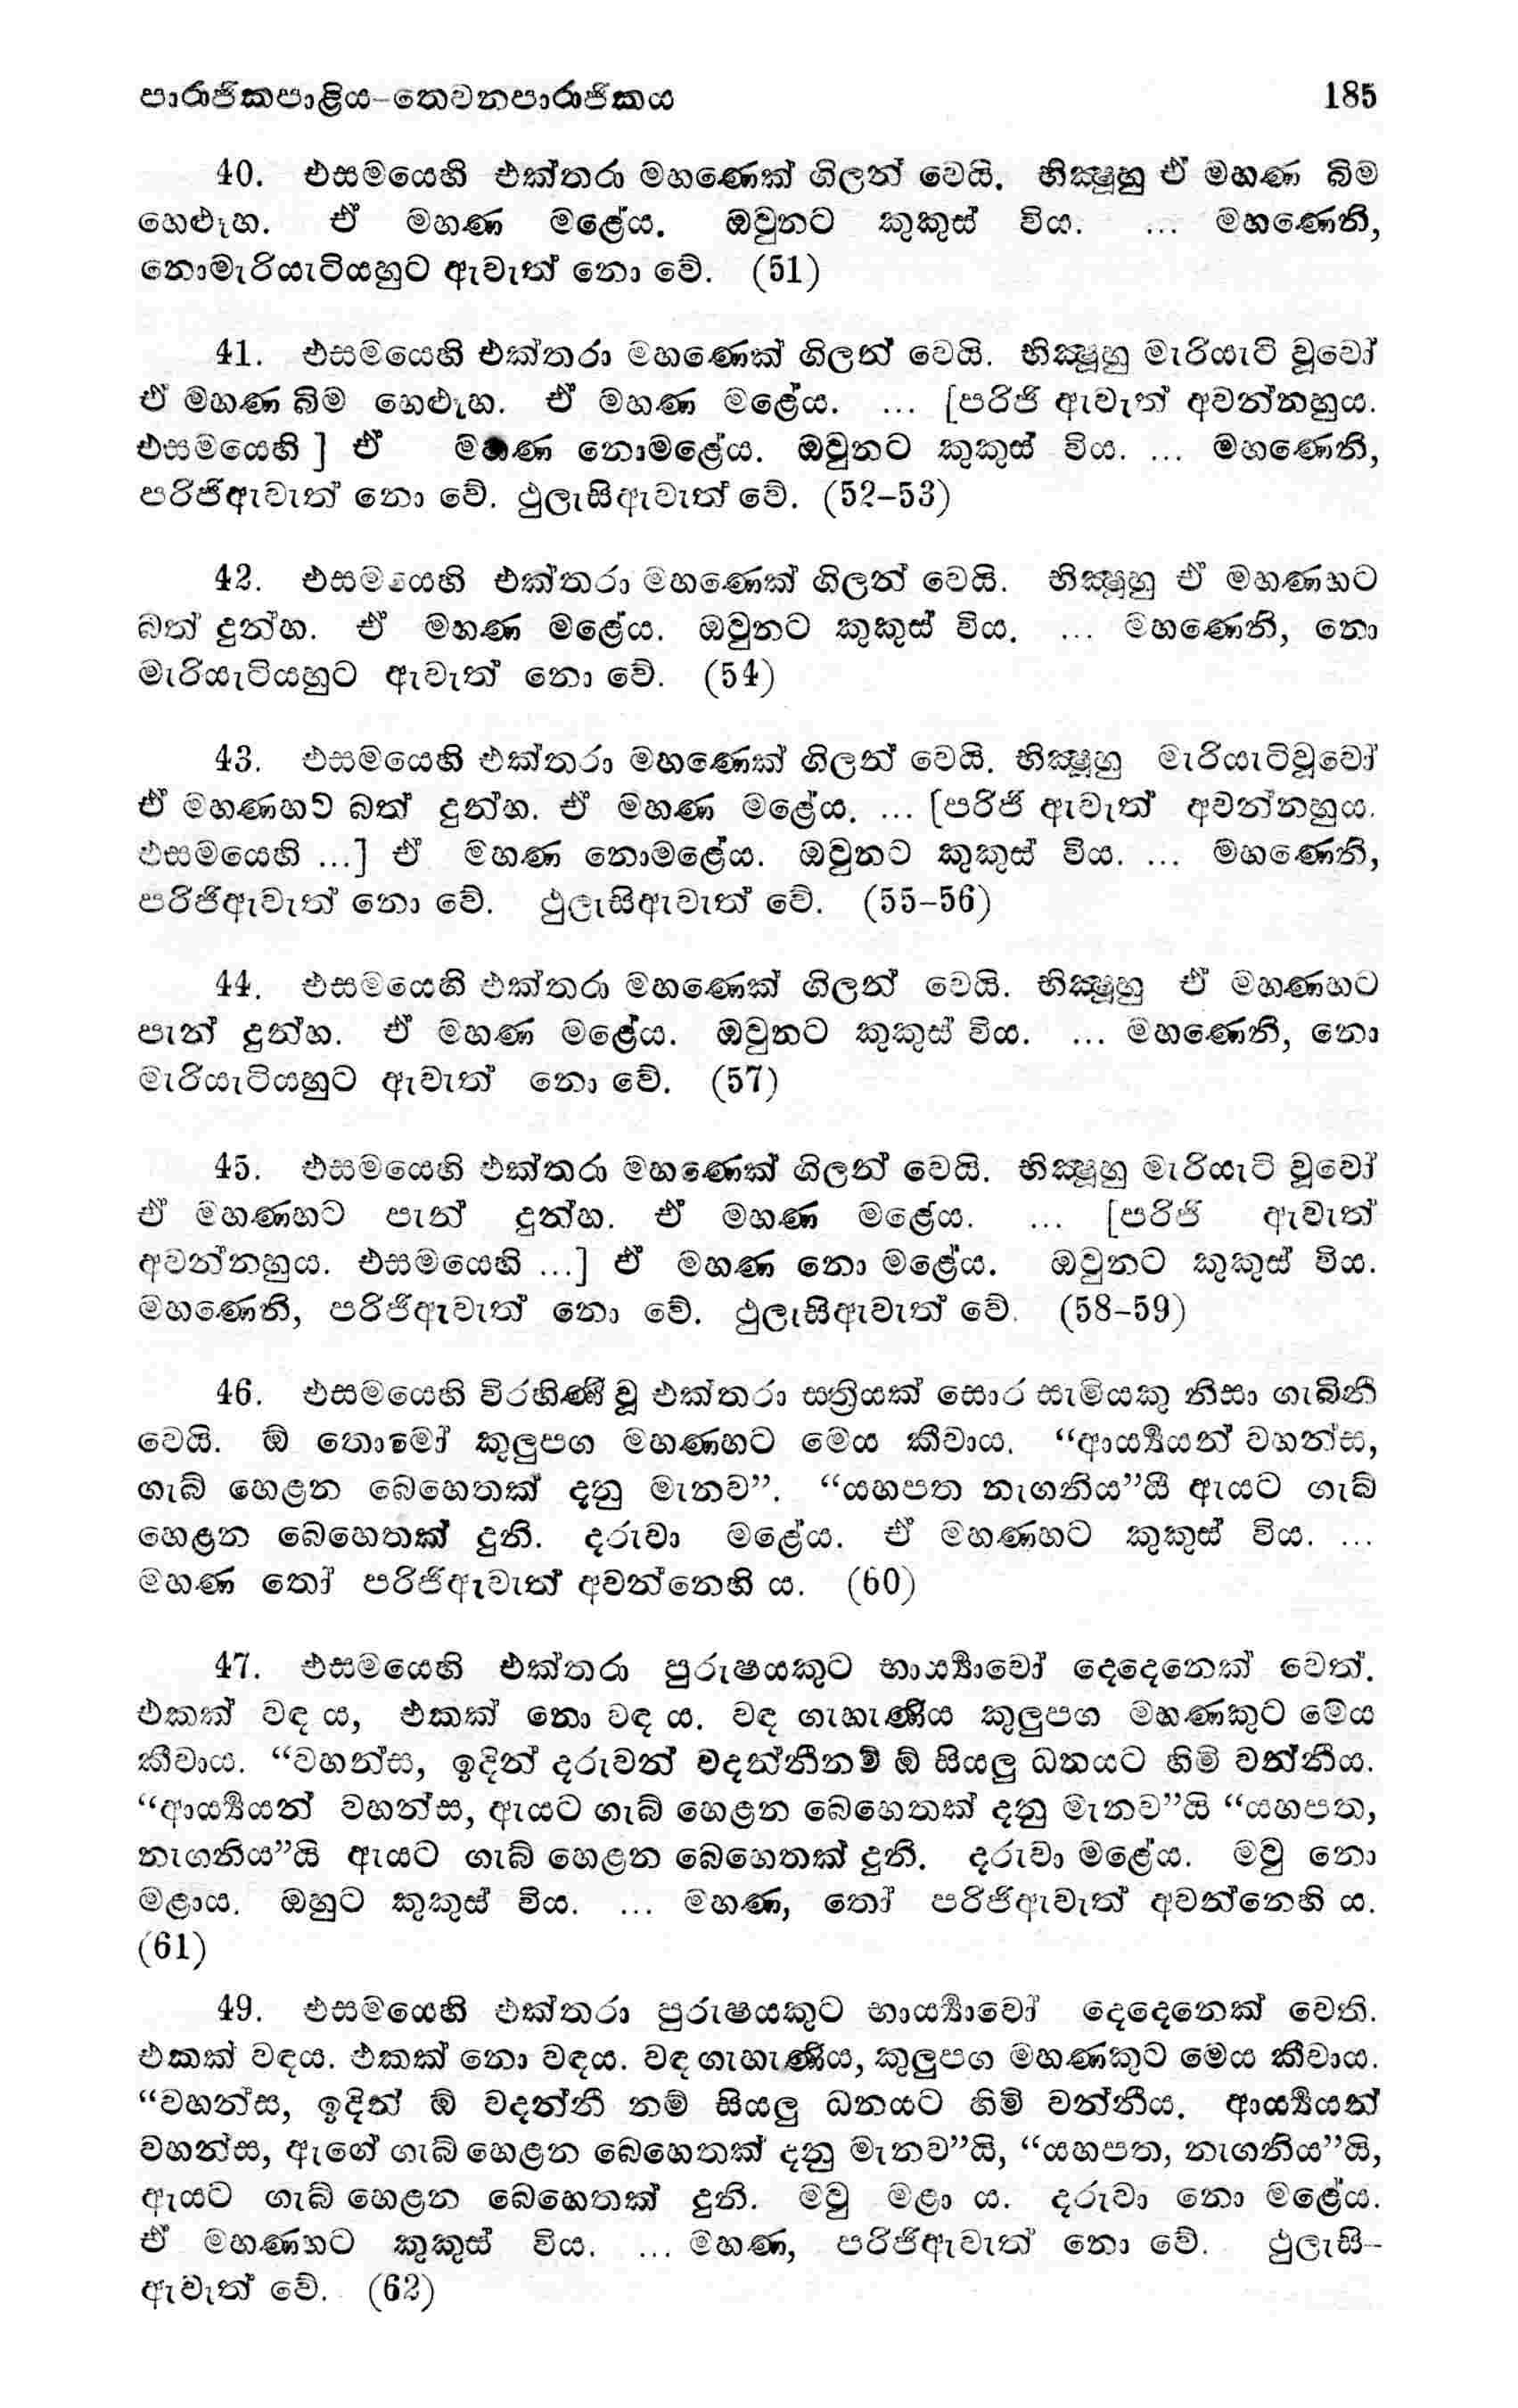 පාරාජිකපාළිය–තෙවනපාරාජිකය 185
40. එසමයෙහි එක්තරා මහණෙක් ගිලන් වෙයි. භික්‍ෂූහු ඒ මහණ බිම
හෙළූහ. ඒ මහණ මළේය. ඔවුනට කුකුස් විය. ... මහණෙනි,
නොමැරියැටියහුට ඇවැත් නො වේ. (51)
41. එසමයෙහි එක්තරා මහණෙක් ගිලන් වෙයි. භික්‍ෂූහු මැරියැටි වූවෝ
ඒ මහණ බිම හෙළූහ. ඒ මහණ මළේය. ... [පරිජි ඇවැත් අවන්නහුය.
එසමයෙහි ] ඒ මහණ නොමළේය. ඔවුනට කුකුස් විය. ... මහණෙනි,
පරිජිඇවැත් නො වේ. ථුලැසිඇවැත් වේ. (52–53)
42. එසමයෙහි එක්තරා මහණෙක් ගිලන් වෙයි. භික්‍ෂූහු ඒ මහණහට
බත් දුන්හ. ඒ මහණ මළේය. ඔවුනට කුකුස් විය. ... මහණෙනි, නො
මැරියැටියහුට ඇවැත් නො වේ. (54)
43. එසමයෙහි එක්තරා මහණෙක් ගිලන් වෙයි. භික්‍ෂූහු මැරියැටිවූවෝ
ඒ මහණහට බත් දුන්හ. ඒ මහණ මළේය. ... [පරිජි ඇවැත් අවන්නහුය.
එසමයෙහි ...] ඒ මහණ නොමළේය. ඔවුනට කුකුස් විය. ... මහණෙනි,
පරිජිඇවැත් නො වේ. ථුලැසිඇවැත් වේ. (55–56)
44. එසමයෙහි එක්තරා මහණෙක් ගිලන් වෙයි. භික්‍ෂූහු ඒ මහණහට
පැන් දුන්හ. ඒ මහණ මළේය. ඔවුනට කුකුස් විය. ... මහණෙනි, නො
මැරියැටියහුට ඇවැත් නො වේ. (57)
45. එසමයෙහි එක්තරා මහණෙක් ගිලන් වෙයි. භික්‍ෂූහු මැරියැටි වූවෝ
ඒ මහණහට පැන් දුන්හ. ඒ මහණ මළේය. ... [පරිජි ඇවැත්
අවන්නහුය. එසමයෙහි ...] ඒ මහණ නො මළේය. ඔවුනට කුකුස් විය.
මහණෙනි, පරිජිඇවැත් නො වේ. ථුලැසිඇවැත් වේ. (58–59)
46. එසමයෙහි විරහිණී වූ එක්තරා සත්‍රියක් සොර සැමියකු නිසා ගැබිනි
වෙයි. ඕ තොමෝ කුලුපග මහණහට මෙය කීවාය. “ආර්‍ය්‍යයන් වහන්ස,
ගැබ් හෙළන බෙහෙතක් දනු මැනව”. “යහපත නැගනිය”යි ඇයට ගැබ්
හෙළන බෙහෙතක් දුනි. දරුවා මළේය. ඒ මහණහට කුකුස් විය. ...
මහණ තෝ පරිජිඇවැත් අවන්නෙහි ය. (60)
47. එසමයෙහි එක්තරා පුරුෂයකුට භාර්‍ය්‍යාවෝ දෙදෙනෙක් වෙත්.
එකක් වඳ ය, එකක් නො වඳ ය. වඳ ගැහැණිය කුලුපග මහණකුට මෙය
කීවාය. “වහන්ස, ඉදින් දරුවන් වදන්නීනම් ඕ සියලු ධනයට හිමි වන්නීය.
“ආර්‍ය්‍යයන් වහන්ස, ඇයට ගැබ් හෙළන බෙහෙතක් දනු මැනව”යි “යහපත,
නැගනිය”යි ඇයට ගැබ් හෙළන බෙහෙතක් දුනි. දරුවා මළේය. මවු නො
මළාය. ඔහුට කුකුස් විය. ... මහණ, තෝ පරිජිඇවැත් අවන්නෙහි ය.
(61)
49. එසමයෙහි එක්තරා පුරුෂයකුට භාර්‍ය්‍යාවෝ දෙදෙනෙක් වෙති.
එකක් වඳය. එකක් නො වඳය. වඳ ගැහැණිය, කුලුපග මහණකුට මෙය කීවාය.
“වහන්ස, ඉදින් ඕ වදන්නී නම් සියලු ධනයට හිමි වන්නීය. ආර්‍ය්‍යයන්
වහන්ස, ඇගේ ගැබ් හෙළන බෙහෙතක් දනු මැනව”යි, “යහපත, නැගනිය”යි,
ඇයට ගැබ් හෙළන බෙහෙතක් දුනි. මවු මළා ය. දරුවා නො මළේය.
ඒ මහණහට කුකුස් විය. ... මහණ, පරිජිඇවැත් නො වේ. ථුලැසි–
ඇවැත් වේ. (62)